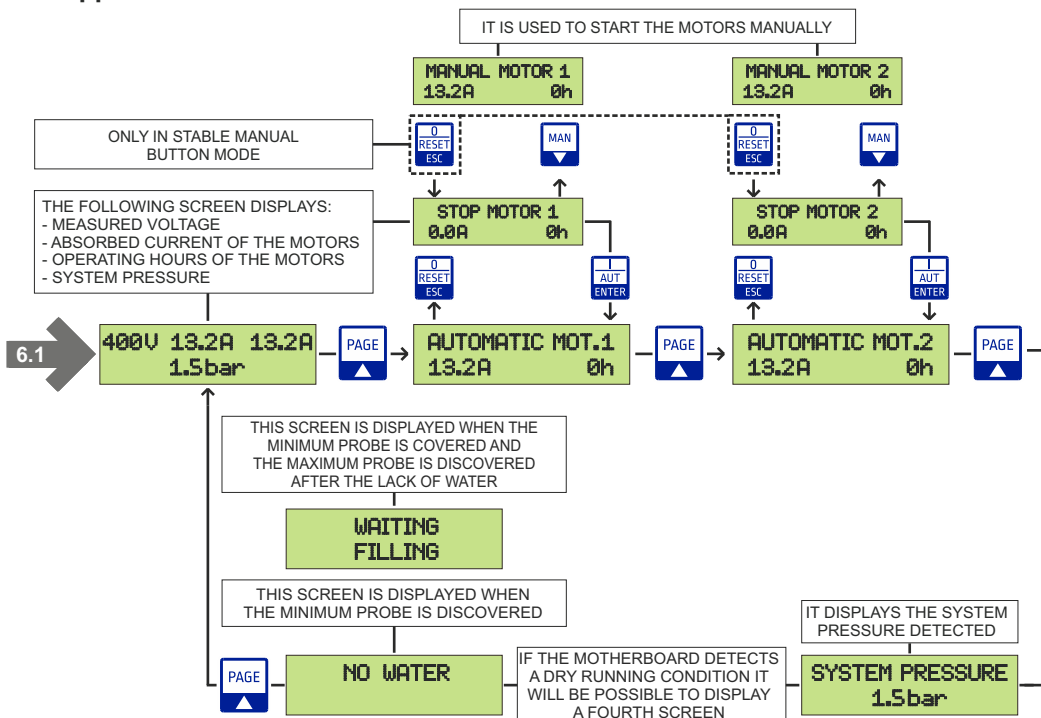 IT IS USED TO START THE MOTORS MANUALLY
MANUAL MOTOR 1
13.2A 0h
MANUAL MOTOR 2
13.2A 0h
ONLY IN STABLE MANUAL
BUTTON MODE
0
RESET
ESC
MAN
0
RESET
ESC
MAN
THE FOLLOWING SCREEN DISPLAYS:
- MEASURED VOLTAGE
- ABSORBED CURRENT OF THE MOTORS
- OPERATING HOURS OF THE MOTORS
- SYSTEM PRESSURE
STOP MOTOR 1
0.0A 0h
STOP MOTOR 2
0.0A 0h
0
RESET
ESC
I
AUT
ENTER
0
RESET
ESC
I
AUT
ENTER
6.1
400V 13.2A 13.2A
1.5bar
PAGE
AUTOMATIC MOT.1
13.2A 0h
PAGE
AUTOMATIC MOT.2
13.2A 0h
PAGE
THIS SCREEN IS DISPLAYED WHEN THE
MINIMUM PROBE IS COVERED AND
THE MAXIMUM PROBE IS DISCOVERED
AFTER THE LACK OF WATER
WAITING
FILLING
THIS SCREEN IS DISPLAYED WHEN
THE MINIMUM PROBE IS DISCOVERED
IT DISPLAYS THE SYSTEM
PRESSURE DETECTED
PAGE
NO WATER
IF THE MOTHERBOARD DETECTS
A DRY RUNNING CONDITION IT
WILL BE POSSIBLE TO DISPLAY
A FOURTH SCREEN
SYSTEM PRESSURE
1.5bar